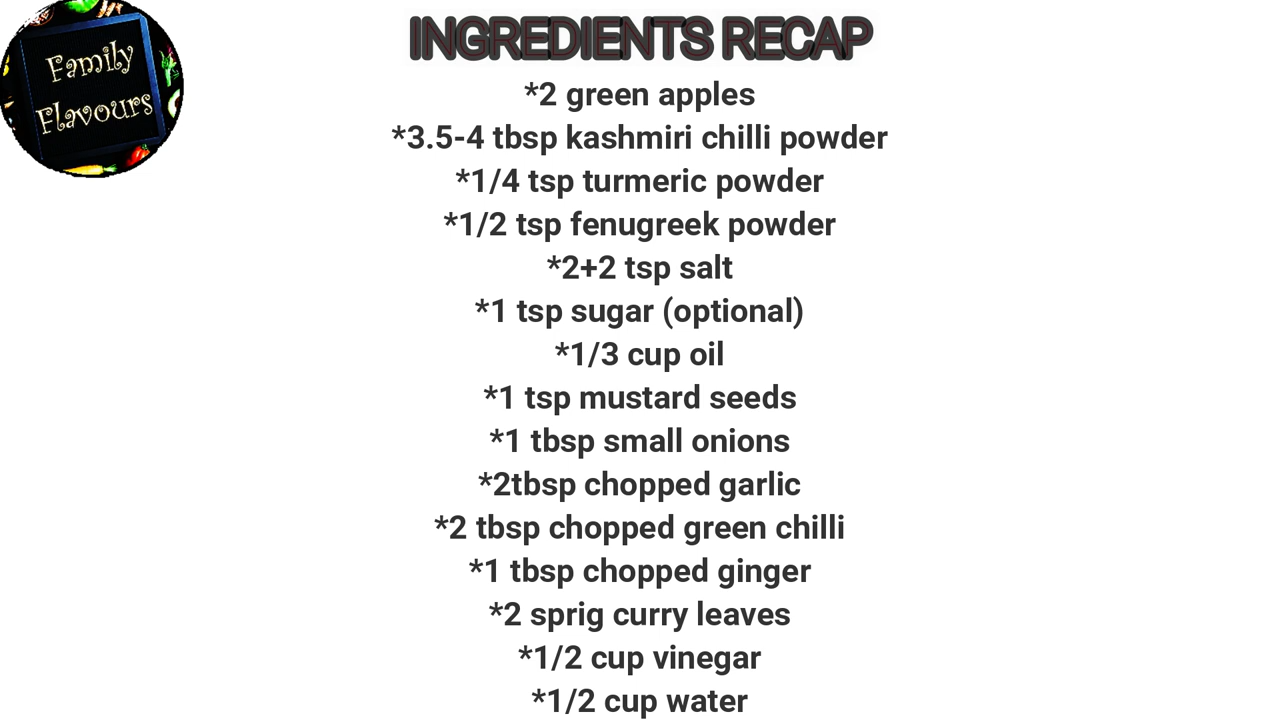 Family
Flavours
INGREDIENTS RECAP
*2 green apples
*3.5-4 tbsp kashmiri chilli powder
*1/4 tsp turmeric powder
*1/2 tsp fenugreek powder
*2+2 tsp salt
*1 tsp sugar (optional)
*1/3 cup oil
*1 tsp mustard seeds
*1 tbsp small onions
*2tbsp chopped garlic
*2 tbsp chopped green chilli
*1 tbsp chopped ginger
*2 sprig curry leaves
*1/2 cup vinegar
*1/2 cup water